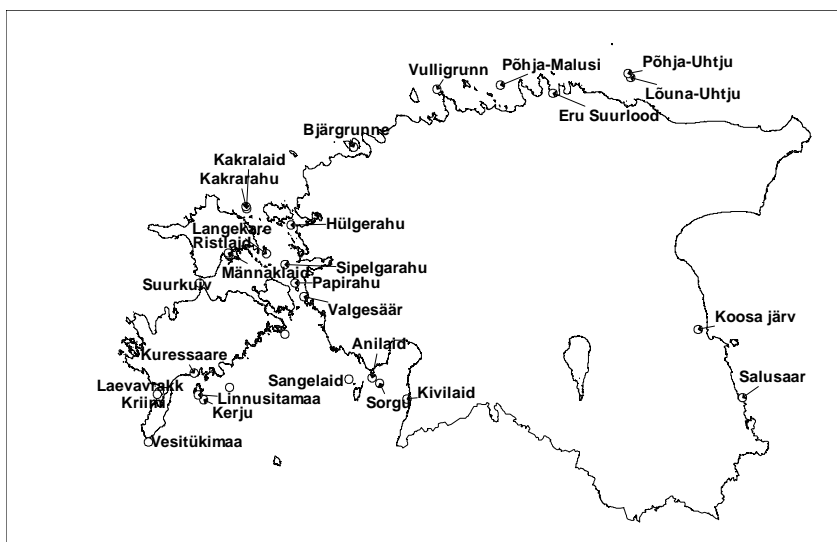 Põhja-Malusi
Põhja-Uhtju
Vulligrunn
Lõuna-Uhtju
Eru Suurlood
Bjärgrunne
Kakralaid
Kakrarahu
Hülgerahu
Langekare
Ristlaid
Sipelgarahu
Männaklaid
Suurkuiv
Papirahu
Valgesäär
Koosa järv
Anilaid
Kuressaare
Sangelaid
Laevavrakk
Linnusitamaa
Kivilaid
Salusaar
Kriimi
Kerju
Sorgu
Vesitükimaa